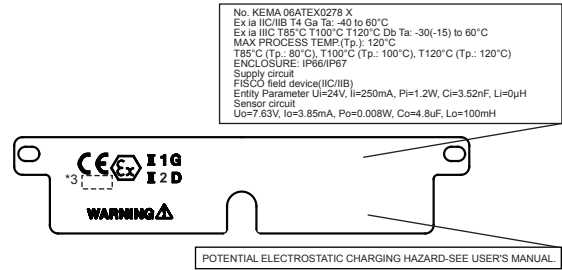 No. KEMA 06ATEX0278 X
Ex ia IIC/IIB T4 Ga Ta: -40 to 60°C
Ex ia IIIC T85°C T100°C T120°C Db Ta: -30(-15) to 60°C
MAX PROCESS TEMP.(Tp.): 120°C
T85°C (Tp.: 80°C), T100°C (Tp.: 100°C), T120°C (Tp.: 120°C)
ENCLOSURE: IP66/IP67
Supply circuit
FISCO field device(IIC/IIB)
Entity Parameter Ui=24V, Ii=250mA, Pi=1.2W, Ci=3.52nF, Li=0µH
Sensor circuit
Uo=7.63V, Io=3.85mA, Po=0.008W, Co=4.8uF, Lo=100mH
CE Ex II 1 G
*3 II 2 D
WARNING
POTENTIAL ELECTROSTATIC CHARGING HAZARD-SEE USER'S MANUAL.